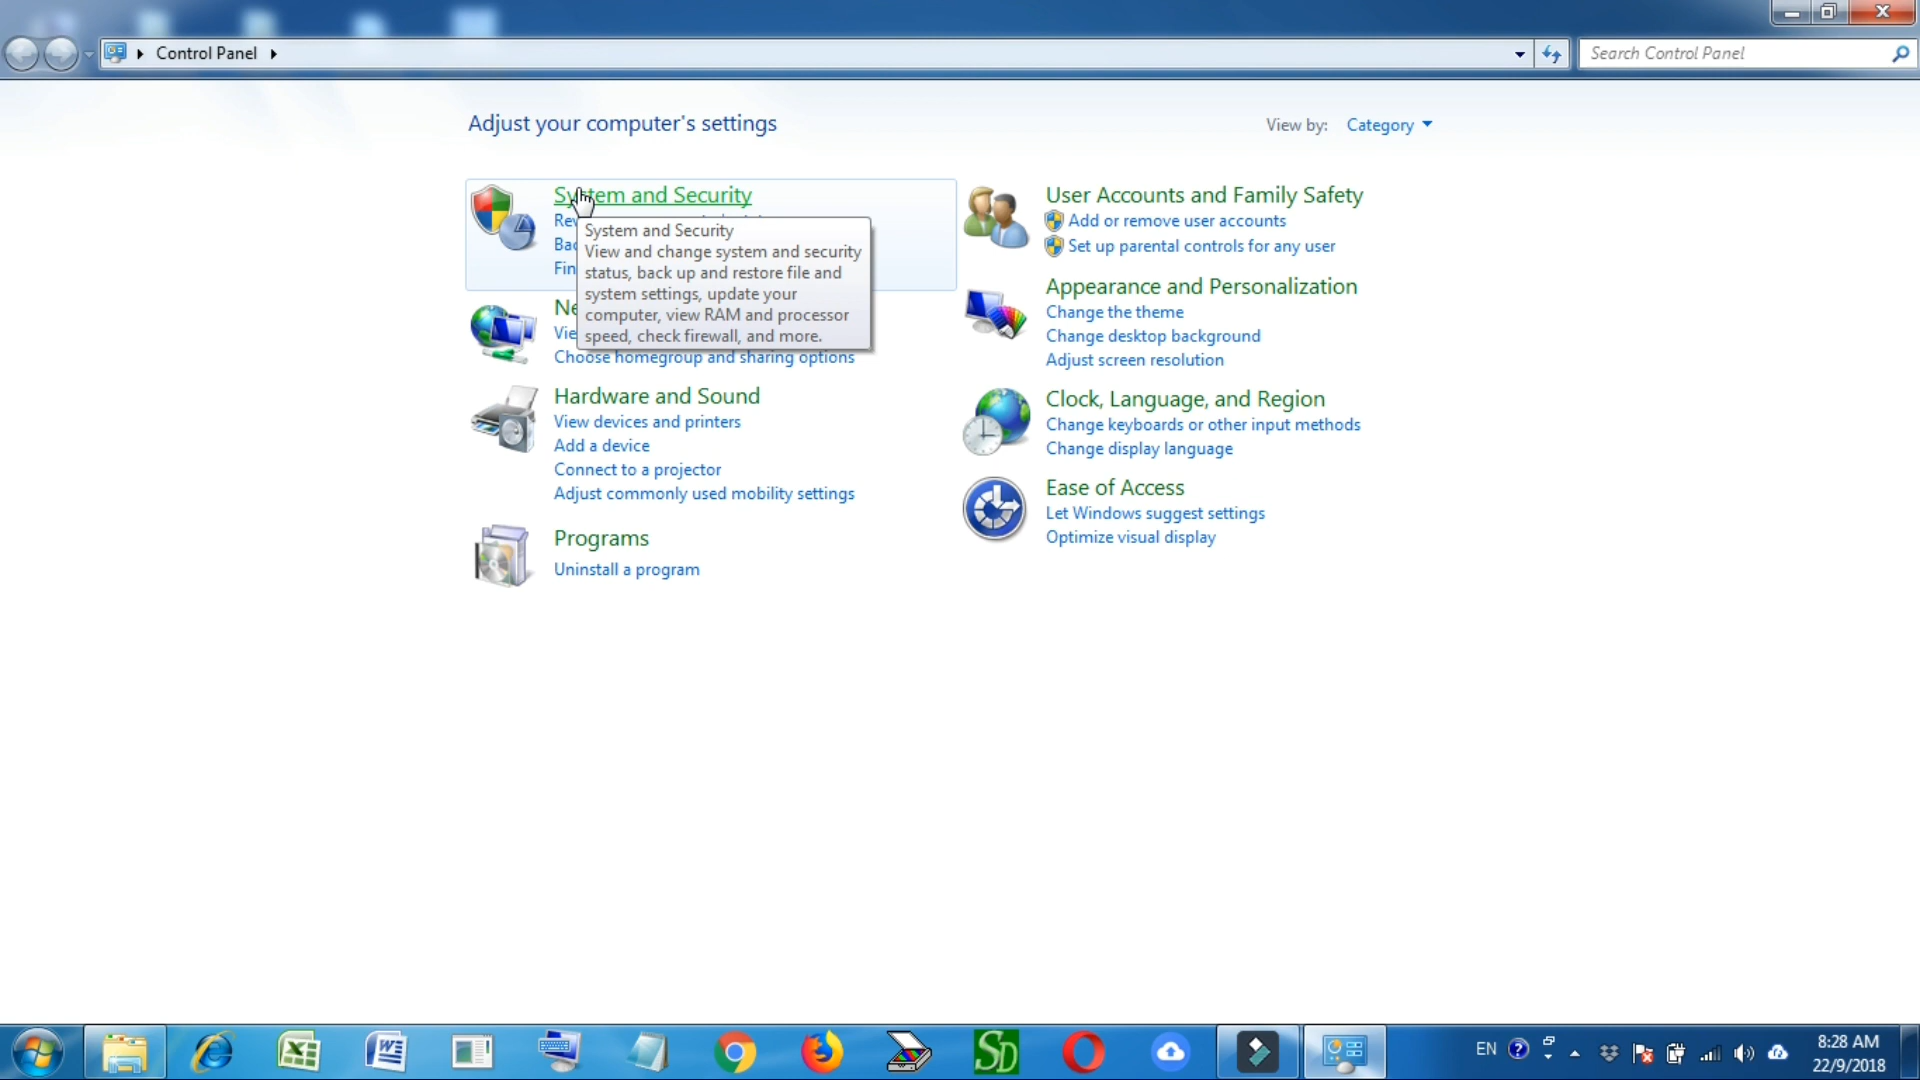 Control Panel
Search Control Panel
Adjust your computer's settings
View by: Category
System and Security
System and Security
View and change system and security
status, back up and restore file and
system settings, update your
computer, view RAM and processor
speed, check firewall, and more.
Choose homegroup and sharing options
Hardware and Sound
View devices and printers
Add a device
Connect to a projector
Adjust commonly used mobility settings
Programs
Uninstall a program
User Accounts and Family Safety
Add or remove user accounts
Set up parental controls for any user
Appearance and Personalization
Change the theme
Change desktop background
Adjust screen resolution
Clock, Language, and Region
Change keyboards or other input methods
Change display language
Ease of Access
Let Windows suggest settings
Optimize visual display
SD
EN
8:28 AM
22/9/2018